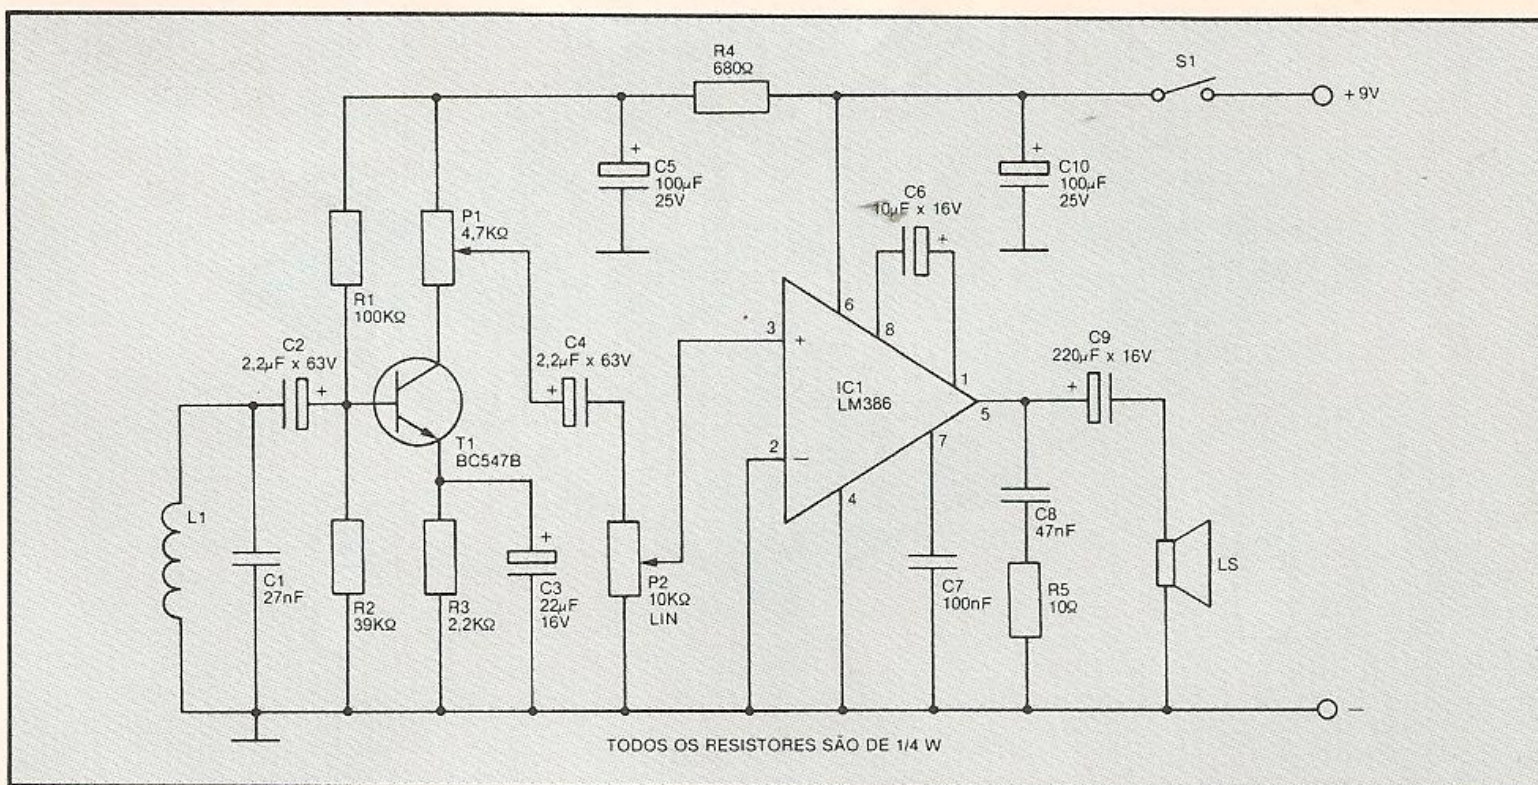 R4
680Ω
S1
+ 9V
+
C5
100µF
25V
+
C10
100µF
25V
C6
10µF x 16V
+
P1
4,7KΩ
R1
100KΩ
6
8
3
+
C2
2,2µF x 63V
+
C4
2,2µF x 63V
+
C9
220µF x 16V
+
1
IC1
LM386
5
T1
BC547B
2
—
7
4
L1
C1
27nF
R2
39KΩ
R3
2,2KΩ
+
C3
22µF
16V
P2
10KΩ
LIN
C7
100nF
C8
47nF
R5
10Ω
LS
—
TODOS OS RESISTORES SÃO DE 1/4 W